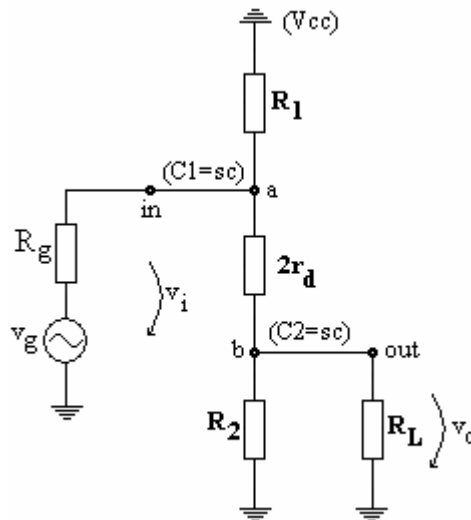 (Vcc)
R1
(C1=sc)
a
in
Rg
2rd
vi
vg
b
(C2=sc)
out
R2
RL
vo